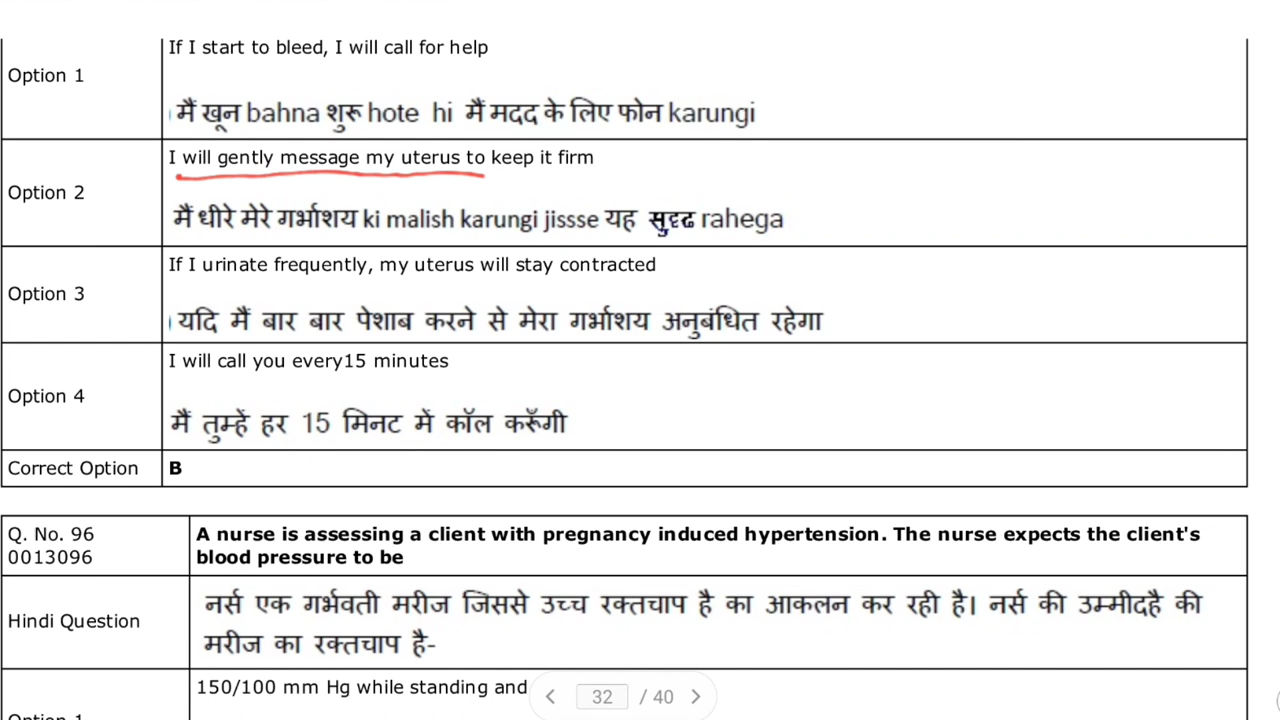 If I start to bleed, I will call for help
Option 1
मैं खून bahna शुरू hote hi मैं मदद के लिए फोन karungi
I will gently message my uterus to keep it firm
Option 2
मैं धीरे मेरे गर्भाशय ki malish karungi jissse यह सुदृढ rahega
If I urinate frequently, my uterus will stay contracted
Option 3
यदि मैं बार बार पेशाब करने से मेरा गर्भाशय अनुबंधित रहेगा
I will call you every15 minutes
Option 4
मैं तुम्हें हर 15 मिनट में कॉल करूँगी
Correct Option B
Q. No. 96 A nurse is assessing a client with pregnancy induced hypertension. The nurse expects the client's
0013096 blood pressure to be
नर्स एक गर्भवती मरीज जिससे उच्च रक्तचाप है का आकलन कर रही है। नर्स की उम्मीदहै की
Hindi Question
मरीज का रक्तचाप है-
150/100 mm Hg while standing and
32 / 40
Option 1